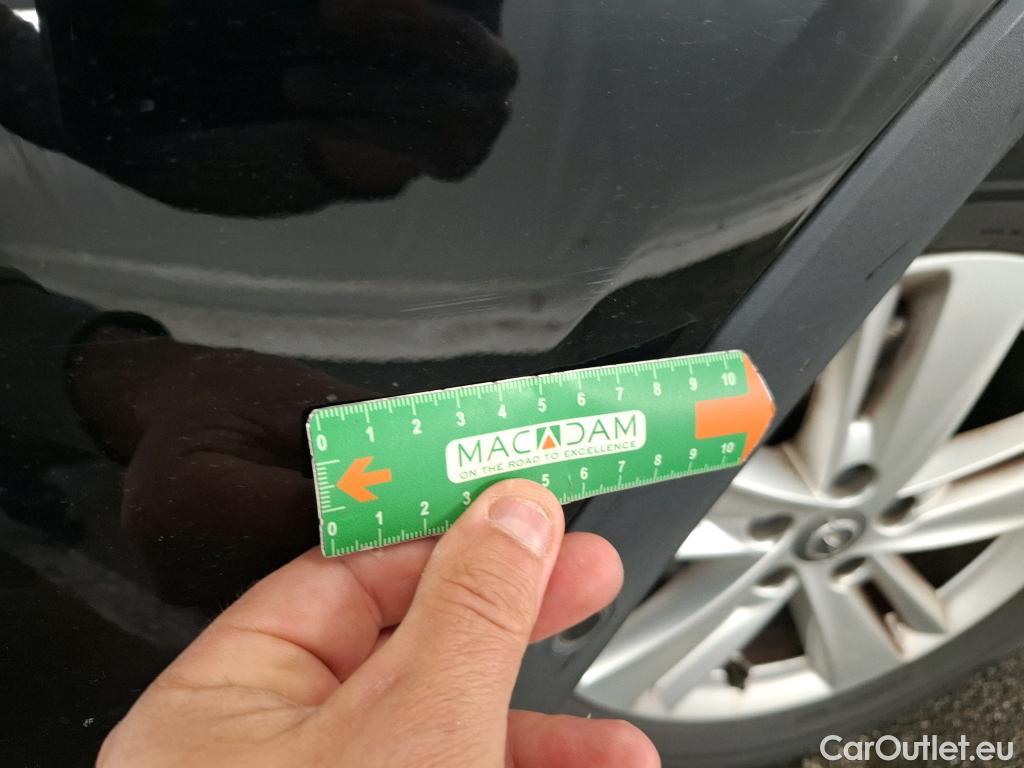 0 1 2 3 4 5 6 7 8 9 10
MACADAM
ON THE ROAD TO EXCELLENCE
0 1 2 3 5 6 7 8 9 10
CarOutlet.eu